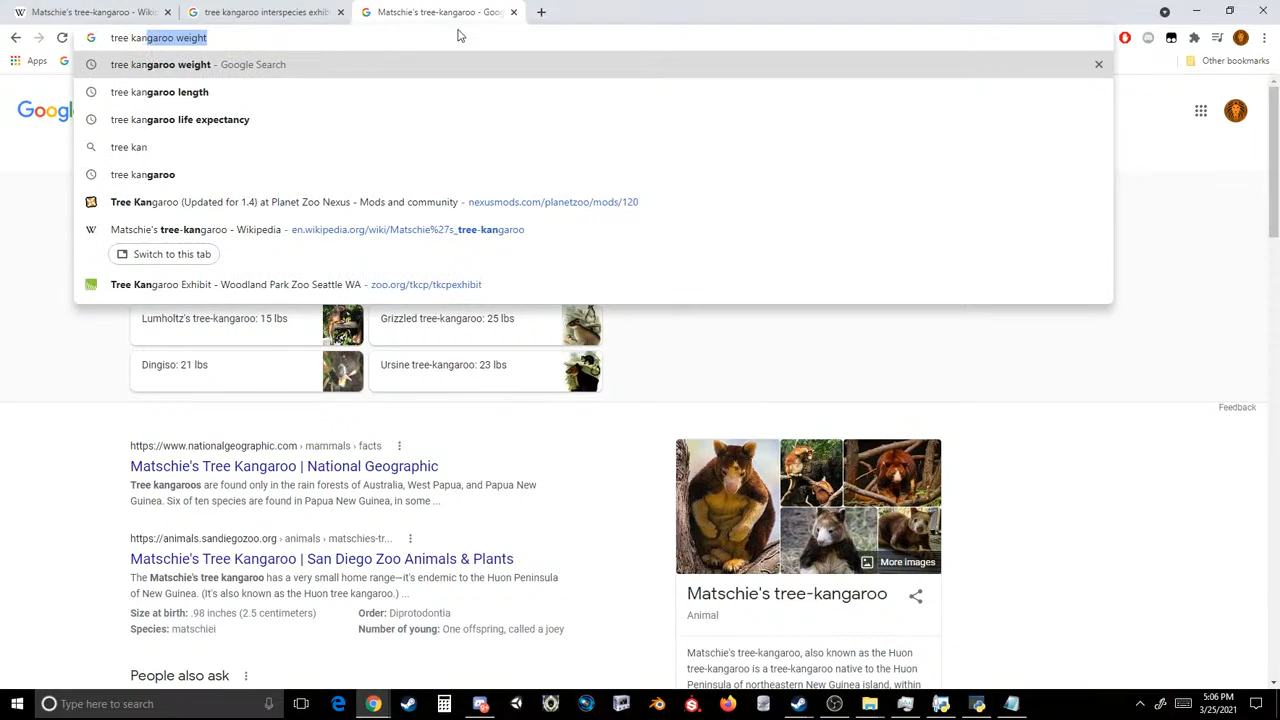 Matschie's tree-kangaroo - Wiki
tree kangaroo interspecies exhib
Matschie's tree-kangaroo - Goo
tree kangaroo weight
tree kangaroo weight - Google Search
Apps
Other bookmarks
tree kangaroo length
tree kangaroo life expectancy
tree kan
tree kangaroo
Tree Kangaroo (Updated for 1.4) at Planet Zoo Nexus - Mods and community - nexusmods.com/planetzoo/mods/120
Matschie's tree-kangaroo - Wikipedia - en.wikipedia.org/wiki/Matschie%27s_tree-kangaroo
Switch to this tab
Tree Kangaroo Exhibit - Woodland Park Zoo Seattle WA - zoo.org/tkcp/tkcpexhibit
Lumholtz's tree-kangaroo: 15 lbs
Grizzled tree-kangaroo: 25 lbs
Dingiso: 21 lbs
Ursine tree-kangaroo: 23 lbs
Feedback
https://www.nationalgeographic.com › mammals › facts
Matschie's Tree Kangaroo | National Geographic
Tree kangaroos are found only in the rain forests of Australia, West Papua, and Papua New
Guinea. Six of ten species are found in Papua New Guinea, in some ...
https://animals.sandiegozoo.org › animals › matschies-tr...
Matschie's Tree Kangaroo | San Diego Zoo Animals & Plants
The Matschie's tree kangaroo has a very small home range—it's endemic to the Huon Peninsula
of New Guinea. (It's also known as the Huon tree kangaroo.) ...
Size at birth: .98 inches (2.5 centimeters)
Order: Diprotodontia
Species: matschiei
Number of young: One offspring, called a joey
People also ask
More images
Matschie's tree-kangaroo
Animal
Matschie's tree-kangaroo, also known as the Huon
tree-kangaroo is a tree-kangaroo native to the Huon
Peninsula of northeastern New Guinea island, within
Type here to search
5:06 PM
3/25/2021